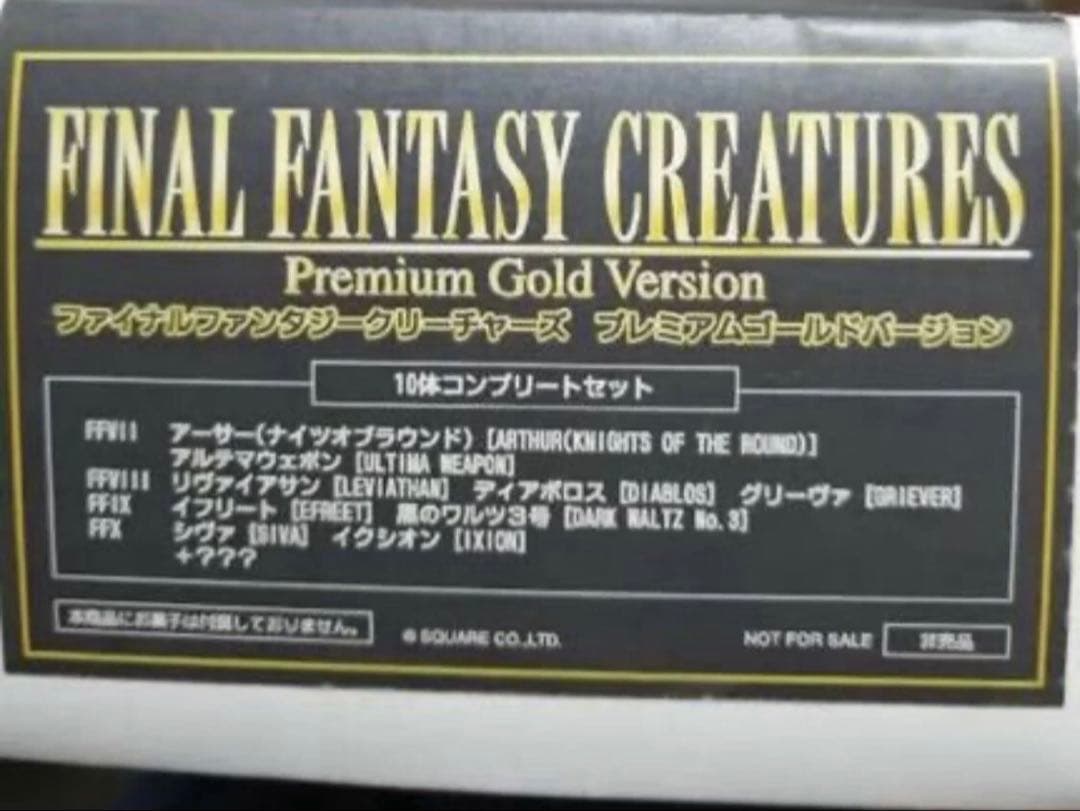 FINAL FANTASY CREATURES
Premium Gold Version
ファイナルファンタジークリーチャーズ プレミアムゴールドバージョン
10体コンプリートセット
FFVII アーサー(ナイツオブラウンド) [ARTHUR(KNIGHTS OF THE ROUND)]
アルテマウェポン [ULTIMA WEAPON]
FFVIII リヴァイアサン [LEVIATHAN] ディアボロス [DIABLOS] グリーヴァ [GRIEVER]
FFIX イフリート [EFREET] 黒のワルツ3号 [DARK WALTZ No.3]
FFX シヴァ [SIVA] イクシオン [IXION]
+???
本商品にお菓子は付属しておりません。
© SQUARE CO.,LTD.
NOT FOR SALE 非売品